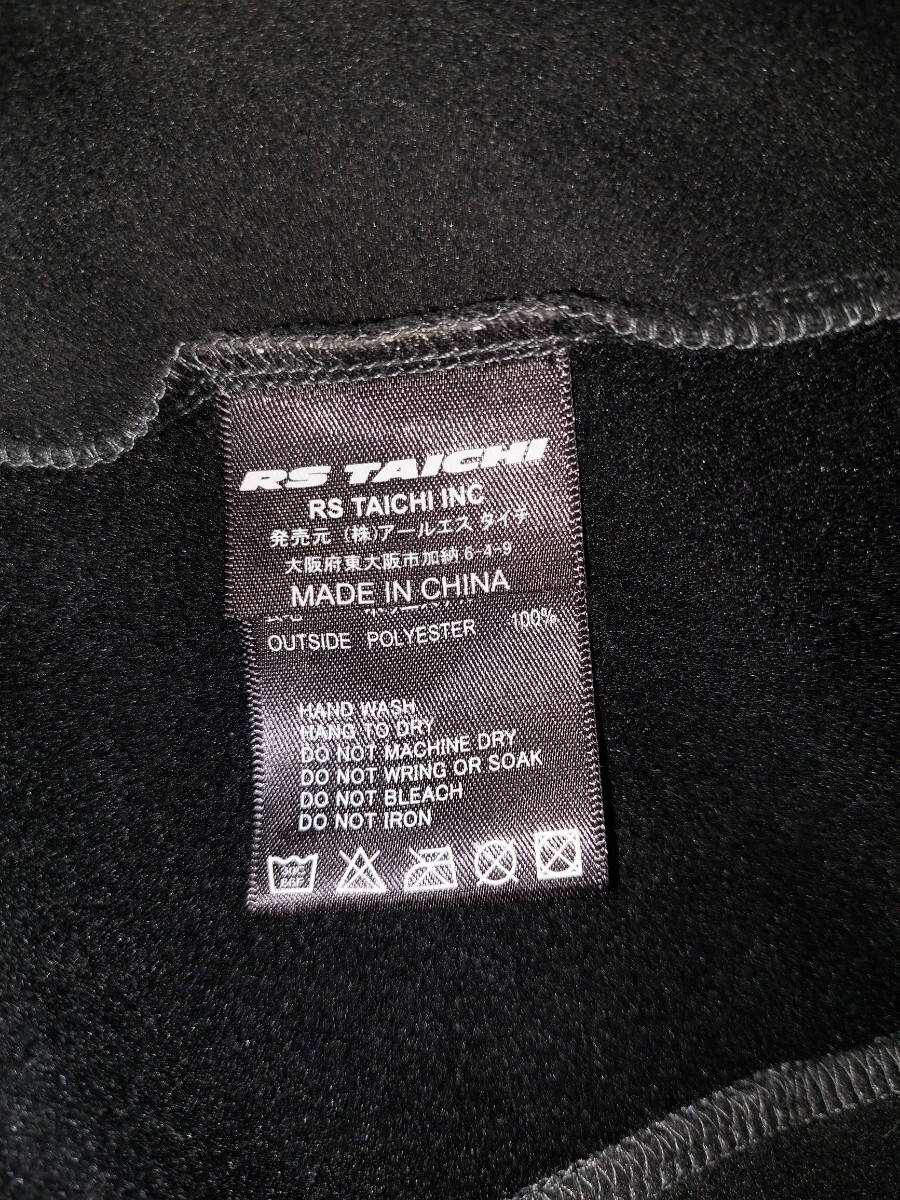 RS TAICHI
RS TAICHI INC
発売元 (株)アールエス タイチ
大阪府東大阪市加納6-4-9
MADE IN CHINA
OUTSIDE POLYESTER 100%
HAND WASH
HANG TO DRY
DO NOT MACHINE DRY
DO NOT WRING OR SOAK
DO NOT BLEACH
DO NOT IRON